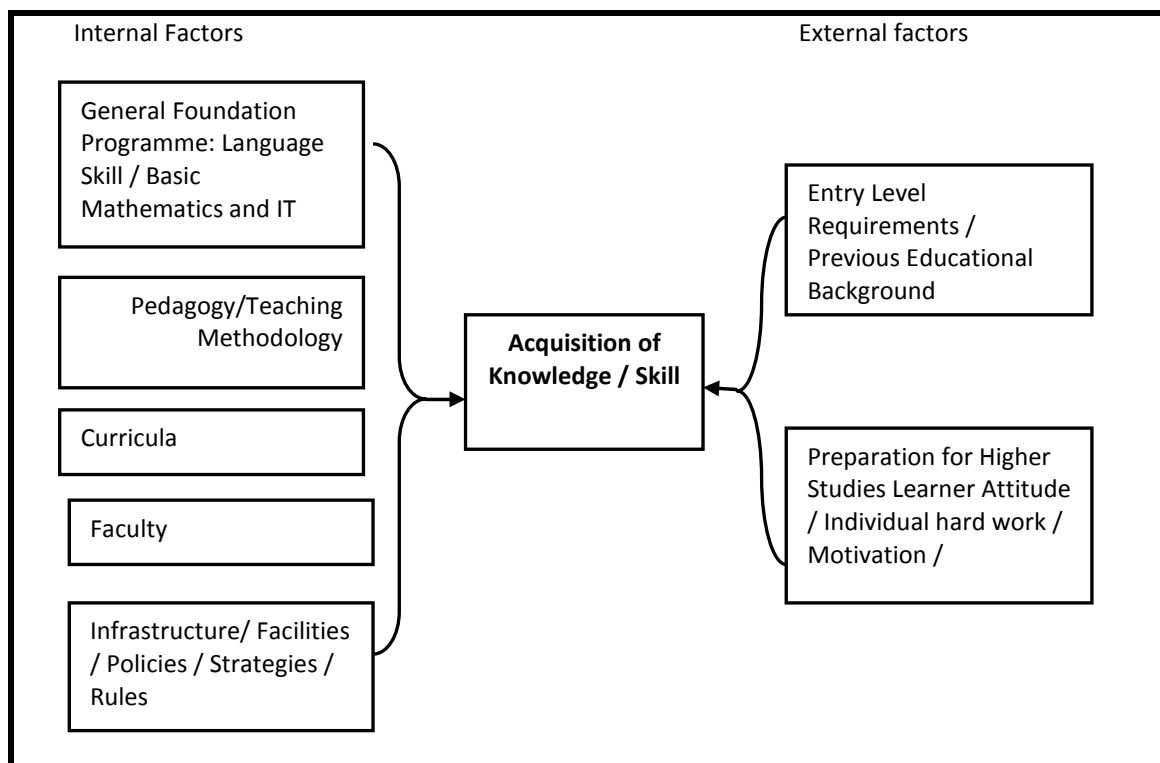 Internal Factors
External factors
General Foundation
Programme: Language
Skill / Basic
Mathematics and IT
Pedagogy/Teaching
Methodology
Curricula
Faculty
Infrastructure/ Facilities
/ Policies / Strategies /
Rules
Acquisition of
Knowledge / Skill
Entry Level
Requirements /
Previous Educational
Background
Preparation for Higher
Studies Learner Attitude
/ Individual hard work /
Motivation /